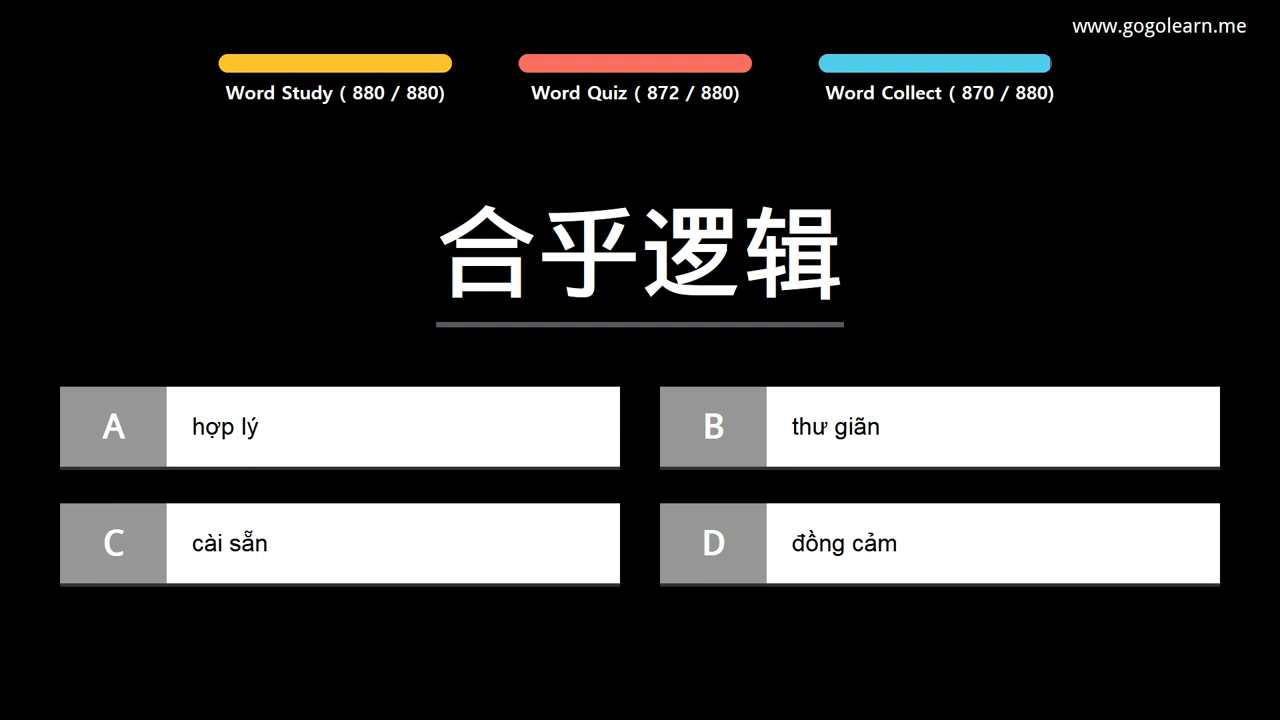 www.gogolearn.me
Word Study ( 880 / 880)
Word Quiz ( 872 / 880)
Word Collect ( 870 / 880)
合乎逻辑
A hợp lý
B thư giãn
C cài sẵn
D đồng cảm